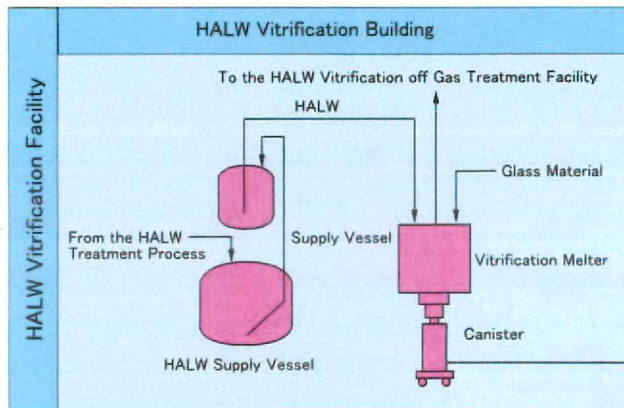 HALW Vitrification Building
HALW Vitrification Facility
To the HALW Vitrification off Gas Treatment Facility
HALW
Glass Material
From the HALW
Treatment Process
Supply Vessel
Vitrification Melter
Canister
HALW Supply Vessel